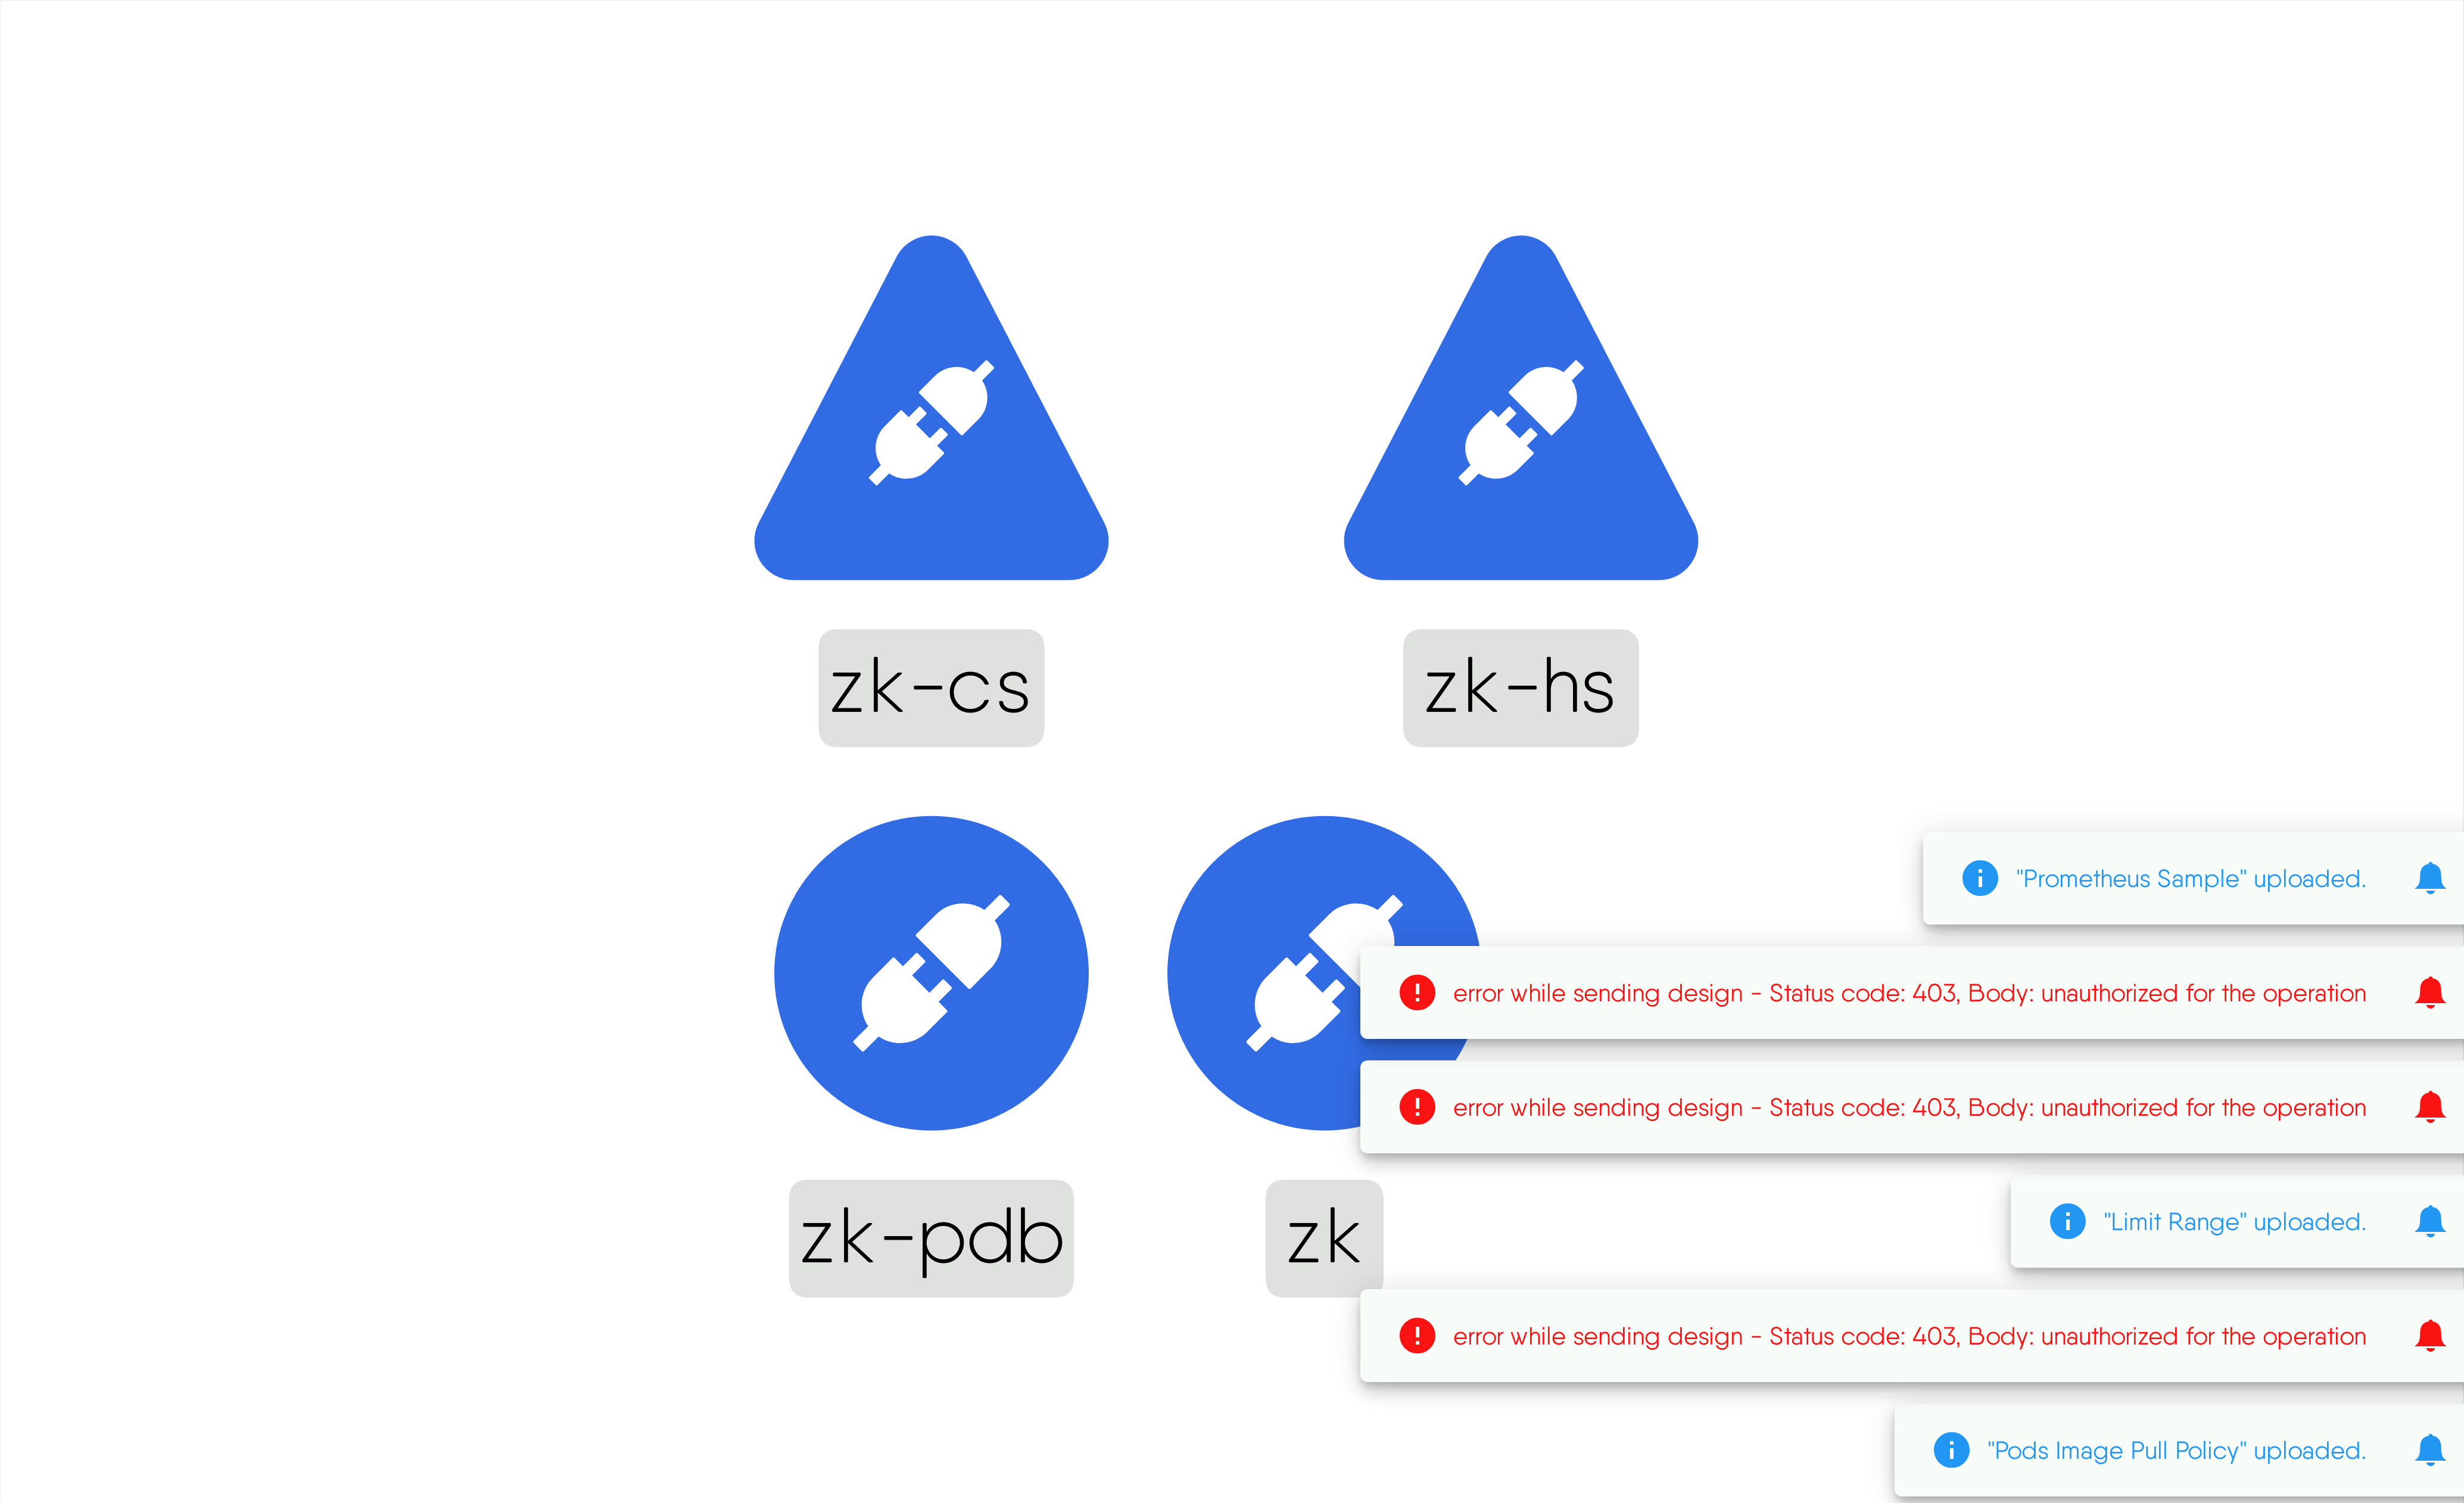 zk-cs
zk-hs
zk-pdb
zk
"Prometheus Sample" uploaded.
error while sending design - Status code: 403, Body: unauthorized for the operation
error while sending design - Status code: 403, Body: unauthorized for the operation
"Limit Range" uploaded.
error while sending design - Status code: 403, Body: unauthorized for the operation
"Pods Image Pull Policy" uploaded.